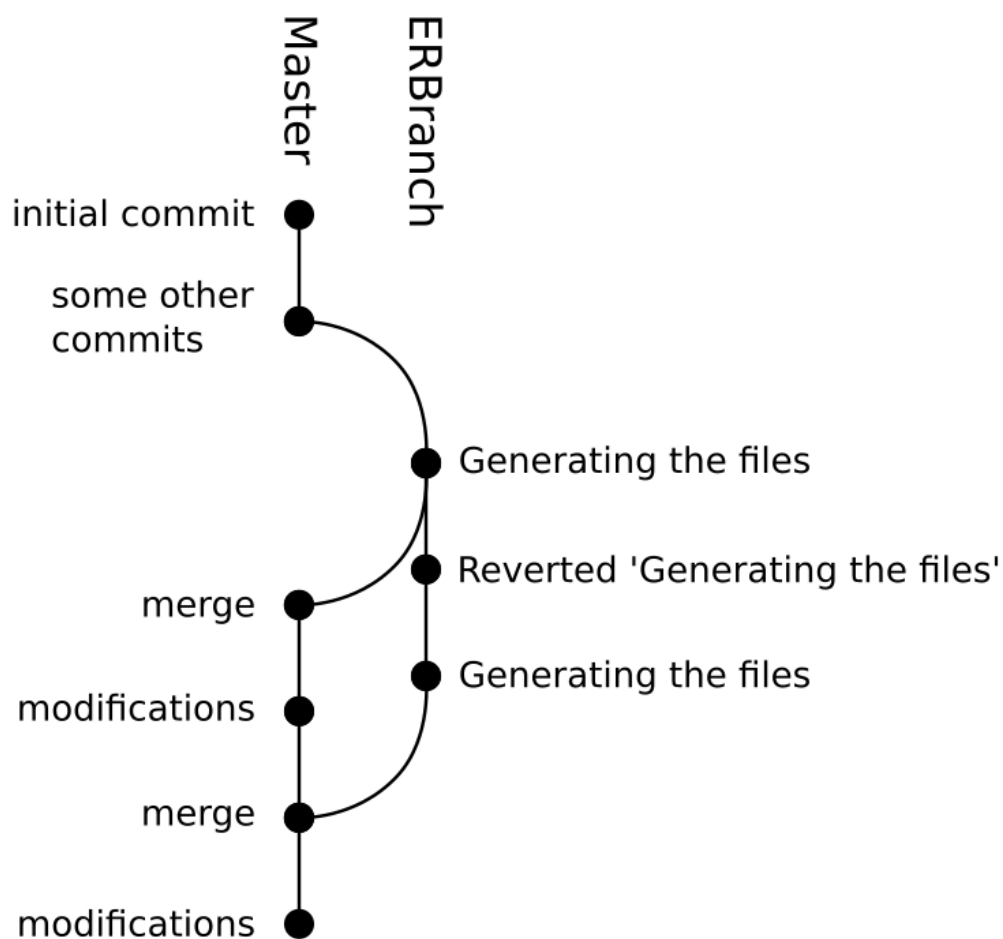 Master
ERBranch
initial commit
some other
commits
Generating the files
Reverted 'Generating the files'
merge
Generating the files
modifications
merge
modifications